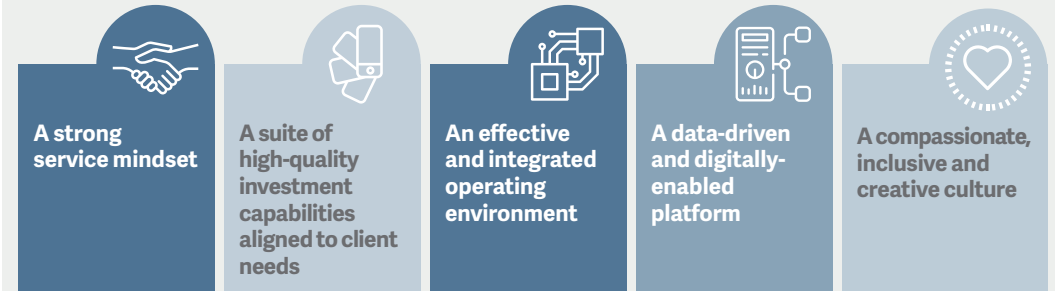 A strong
service mindset
A suite of
high-quality
investment
capabilities
aligned to client
needs
An effective
and integrated
operating
environment
A data-driven
and digitally-
enabled
platform
A compassionate,
inclusive and
creative culture